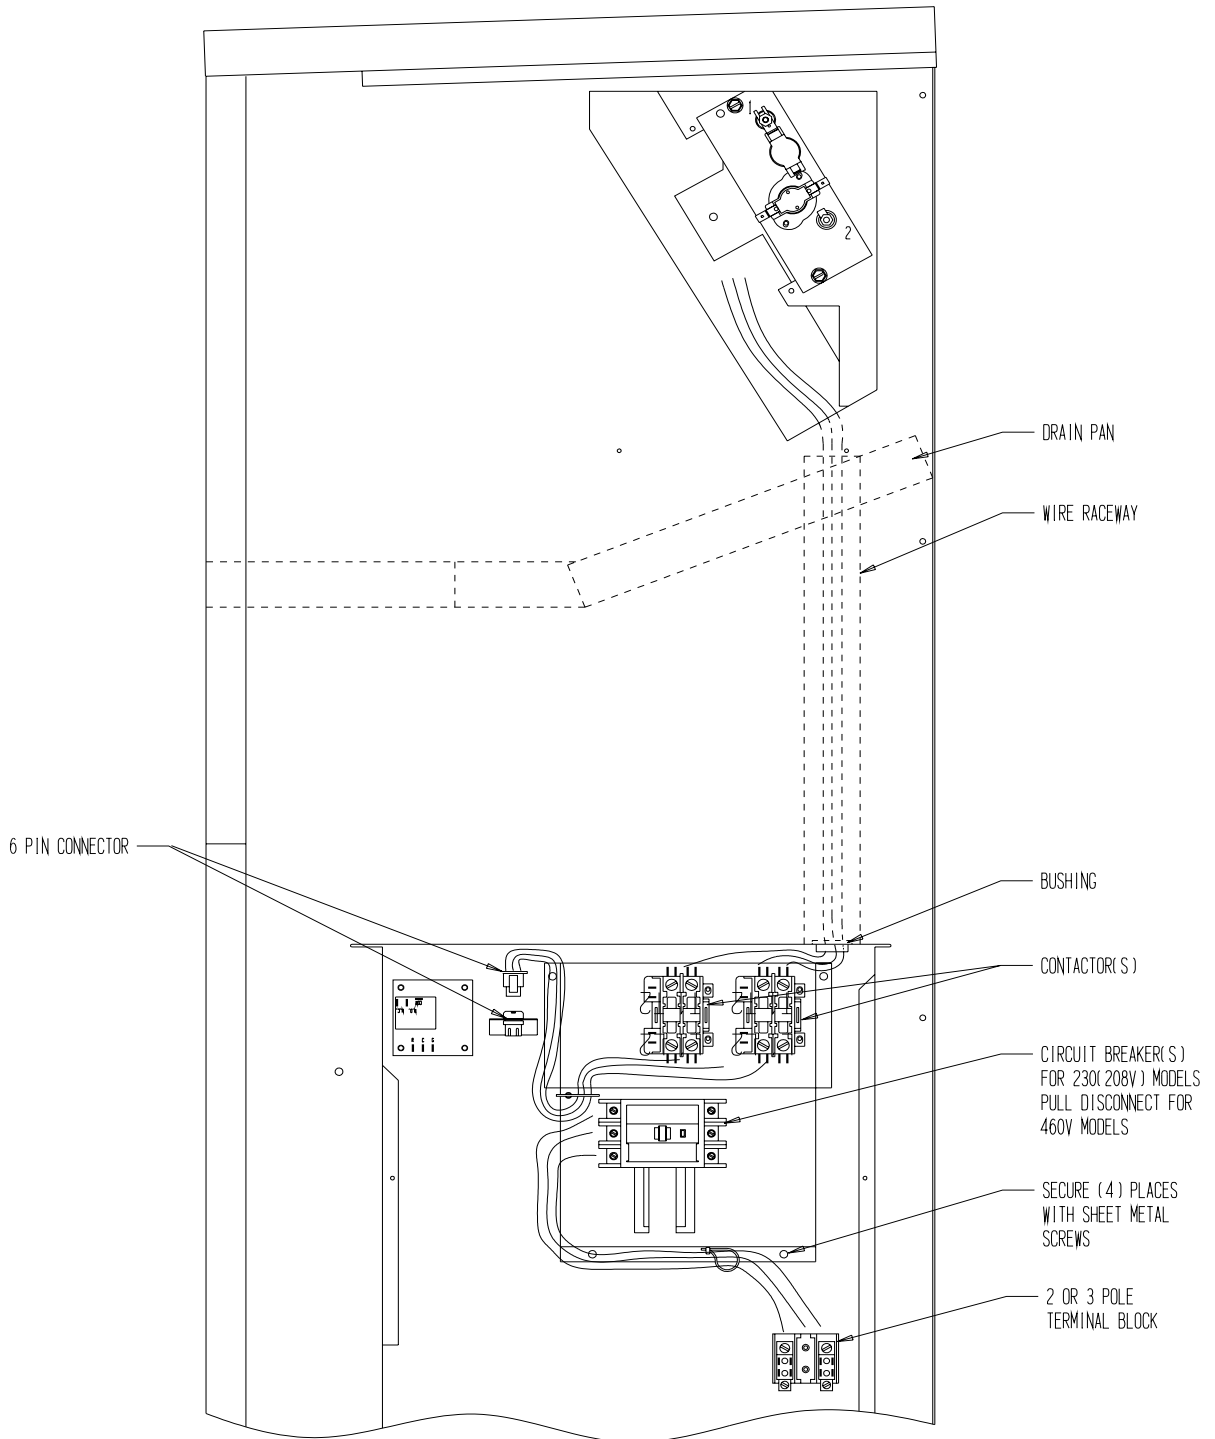 1
2
DRAIN PAN
WIRE RACEWAY
6 PIN CONNECTOR
BUSHING
CONTACTOR(S)
CIRCUIT BREAKER(S)
FOR 230(208V) MODELS
PULL DISCONNECT FOR
460V MODELS
SECURE (4) PLACES
WITH SHEET METAL
SCREWS
2 OR 3 POLE
TERMINAL BLOCK